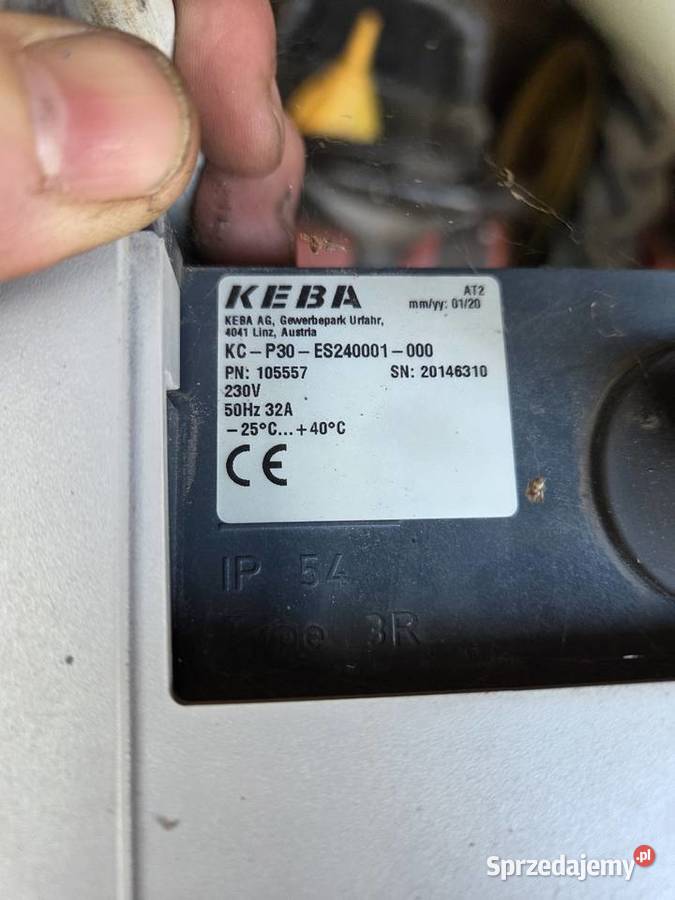 KEBA
AT2
mm/yy: 01/20
KEBA AG, Gewerbepark Urfahr,
4041 Linz, Austria
KC-P30-ES240001-000
PN: 105557 SN: 20146310
230V
50Hz 32A
-25°C...+40°C
CE
IP 54
Type 3R
Sprzedajemy.pl